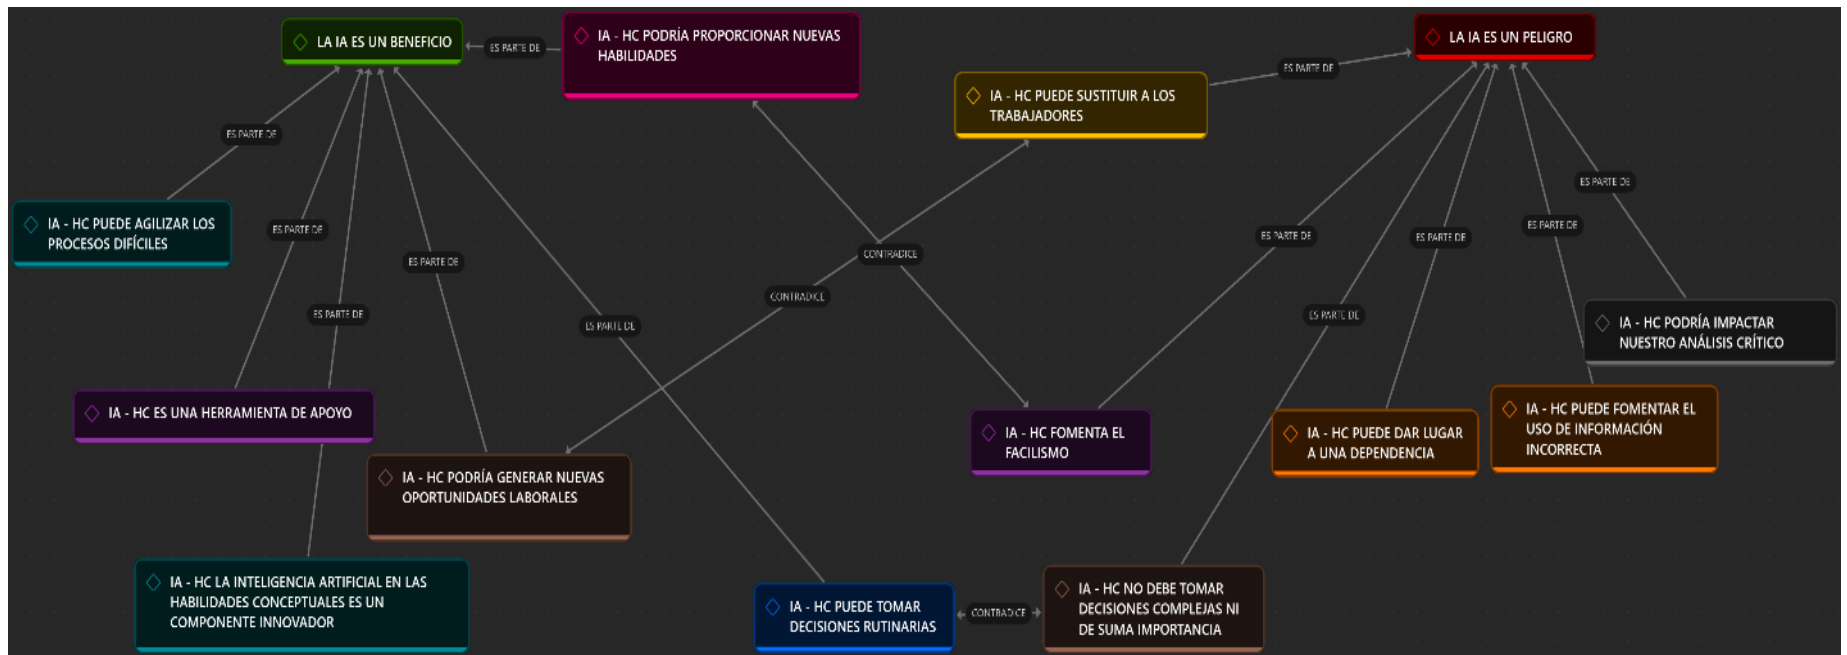 LA IA ES UN BENEFICIO
ES PARTE DE
IA - HC PODRÍA PROPORCIONAR NUEVAS
HABILIDADES
LA IA ES UN PELIGRO
ES PARTE DE
IA - HC PUEDE SUSTITUIR A LOS
TRABAJADORES
ES PARTE DE
ES PARTE DE
IA - HC PUEDE AGILIZAR LOS
PROCESOS DIFÍCILES
ES PARTE DE
ES PARTE DE
CONTRADICE
ES PARTE DE
ES PARTE DE
ES PARTE DE
CONTRADICE
ES PARTE DE
ES PARTE DE
ES PARTE DE
IA - HC PODRÍA IMPACTAR
NUESTRO ANÁLISIS CRÍTICO
IA - HC ES UNA HERRAMIENTA DE APOYO
IA - HC FOMENTA EL
FACILISMO
IA - HC PUEDE DAR LUGAR
A UNA DEPENDENCIA
IA - HC PUEDE FOMENTAR EL
USO DE INFORMACIÓN
INCORRECTA
IA - HC PODRÍA GENERAR NUEVAS
OPORTUNIDADES LABORALES
IA - HC LA INTELIGENCIA ARTIFICIAL EN LAS
HABILIDADES CONCEPTUALES ES UN
COMPONENTE INNOVADOR
IA - HC PUEDE TOMAR
DECISIONES RUTINARIAS
CONTRADICE
IA - HC NO DEBE TOMAR
DECISIONES COMPLEJAS NI
DE SUMA IMPORTANCIA